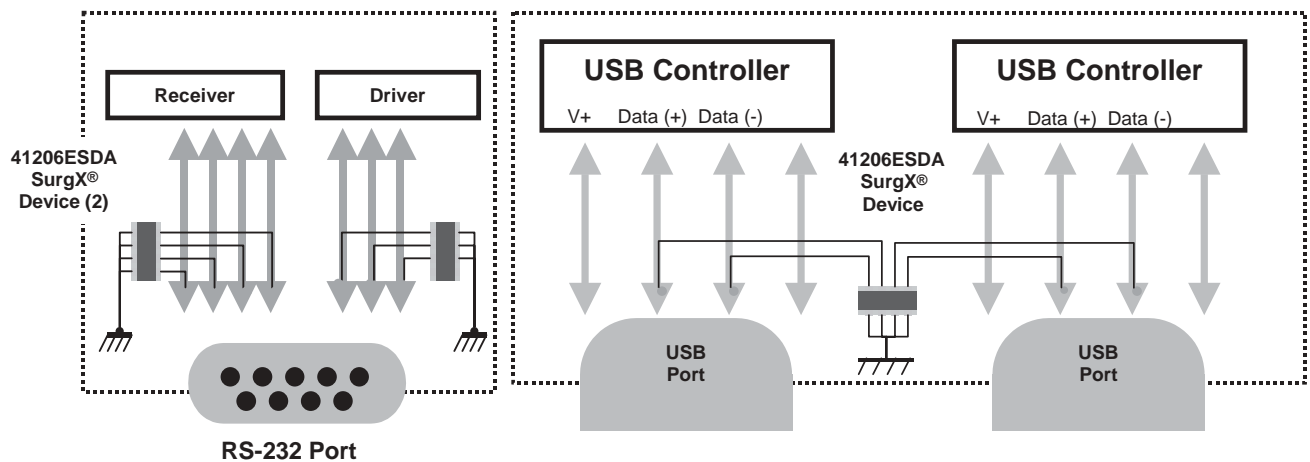 Receiver
Driver
41206ESDA
SurgX®
Device (2)
RS-232 Port
USB Controller
V+ Data (+) Data (-)
USB Controller
V+ Data (+) Data (-)
41206ESDA
SurgX®
Device
USB
Port
USB
Port